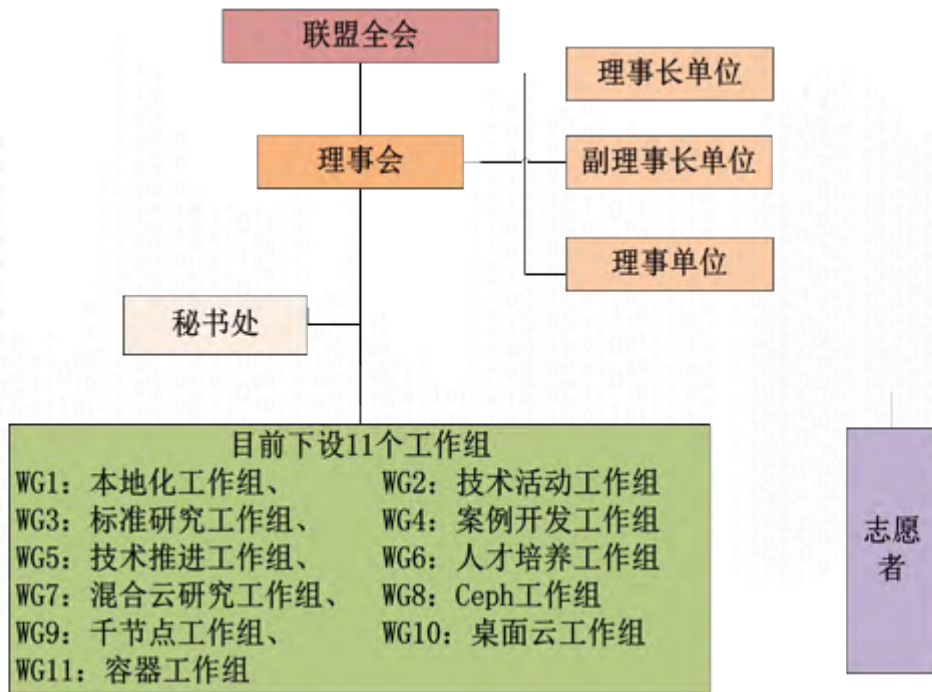 联盟全会
理事长单位
理事会
副理事长单位
理事单位
秘书处
目前下设11个工作组
WG1：本地化工作组、 WG2：技术活动工作组
WG3：标准研究工作组、 WG4：案例开发工作组
WG5：技术推进工作组、 WG6：人才培养工作组
WG7：混合云研究工作组、 WG8：Ceph工作组
WG9：千节点工作组、 WG10：桌面云工作组
WG11：容器工作组
志愿
者